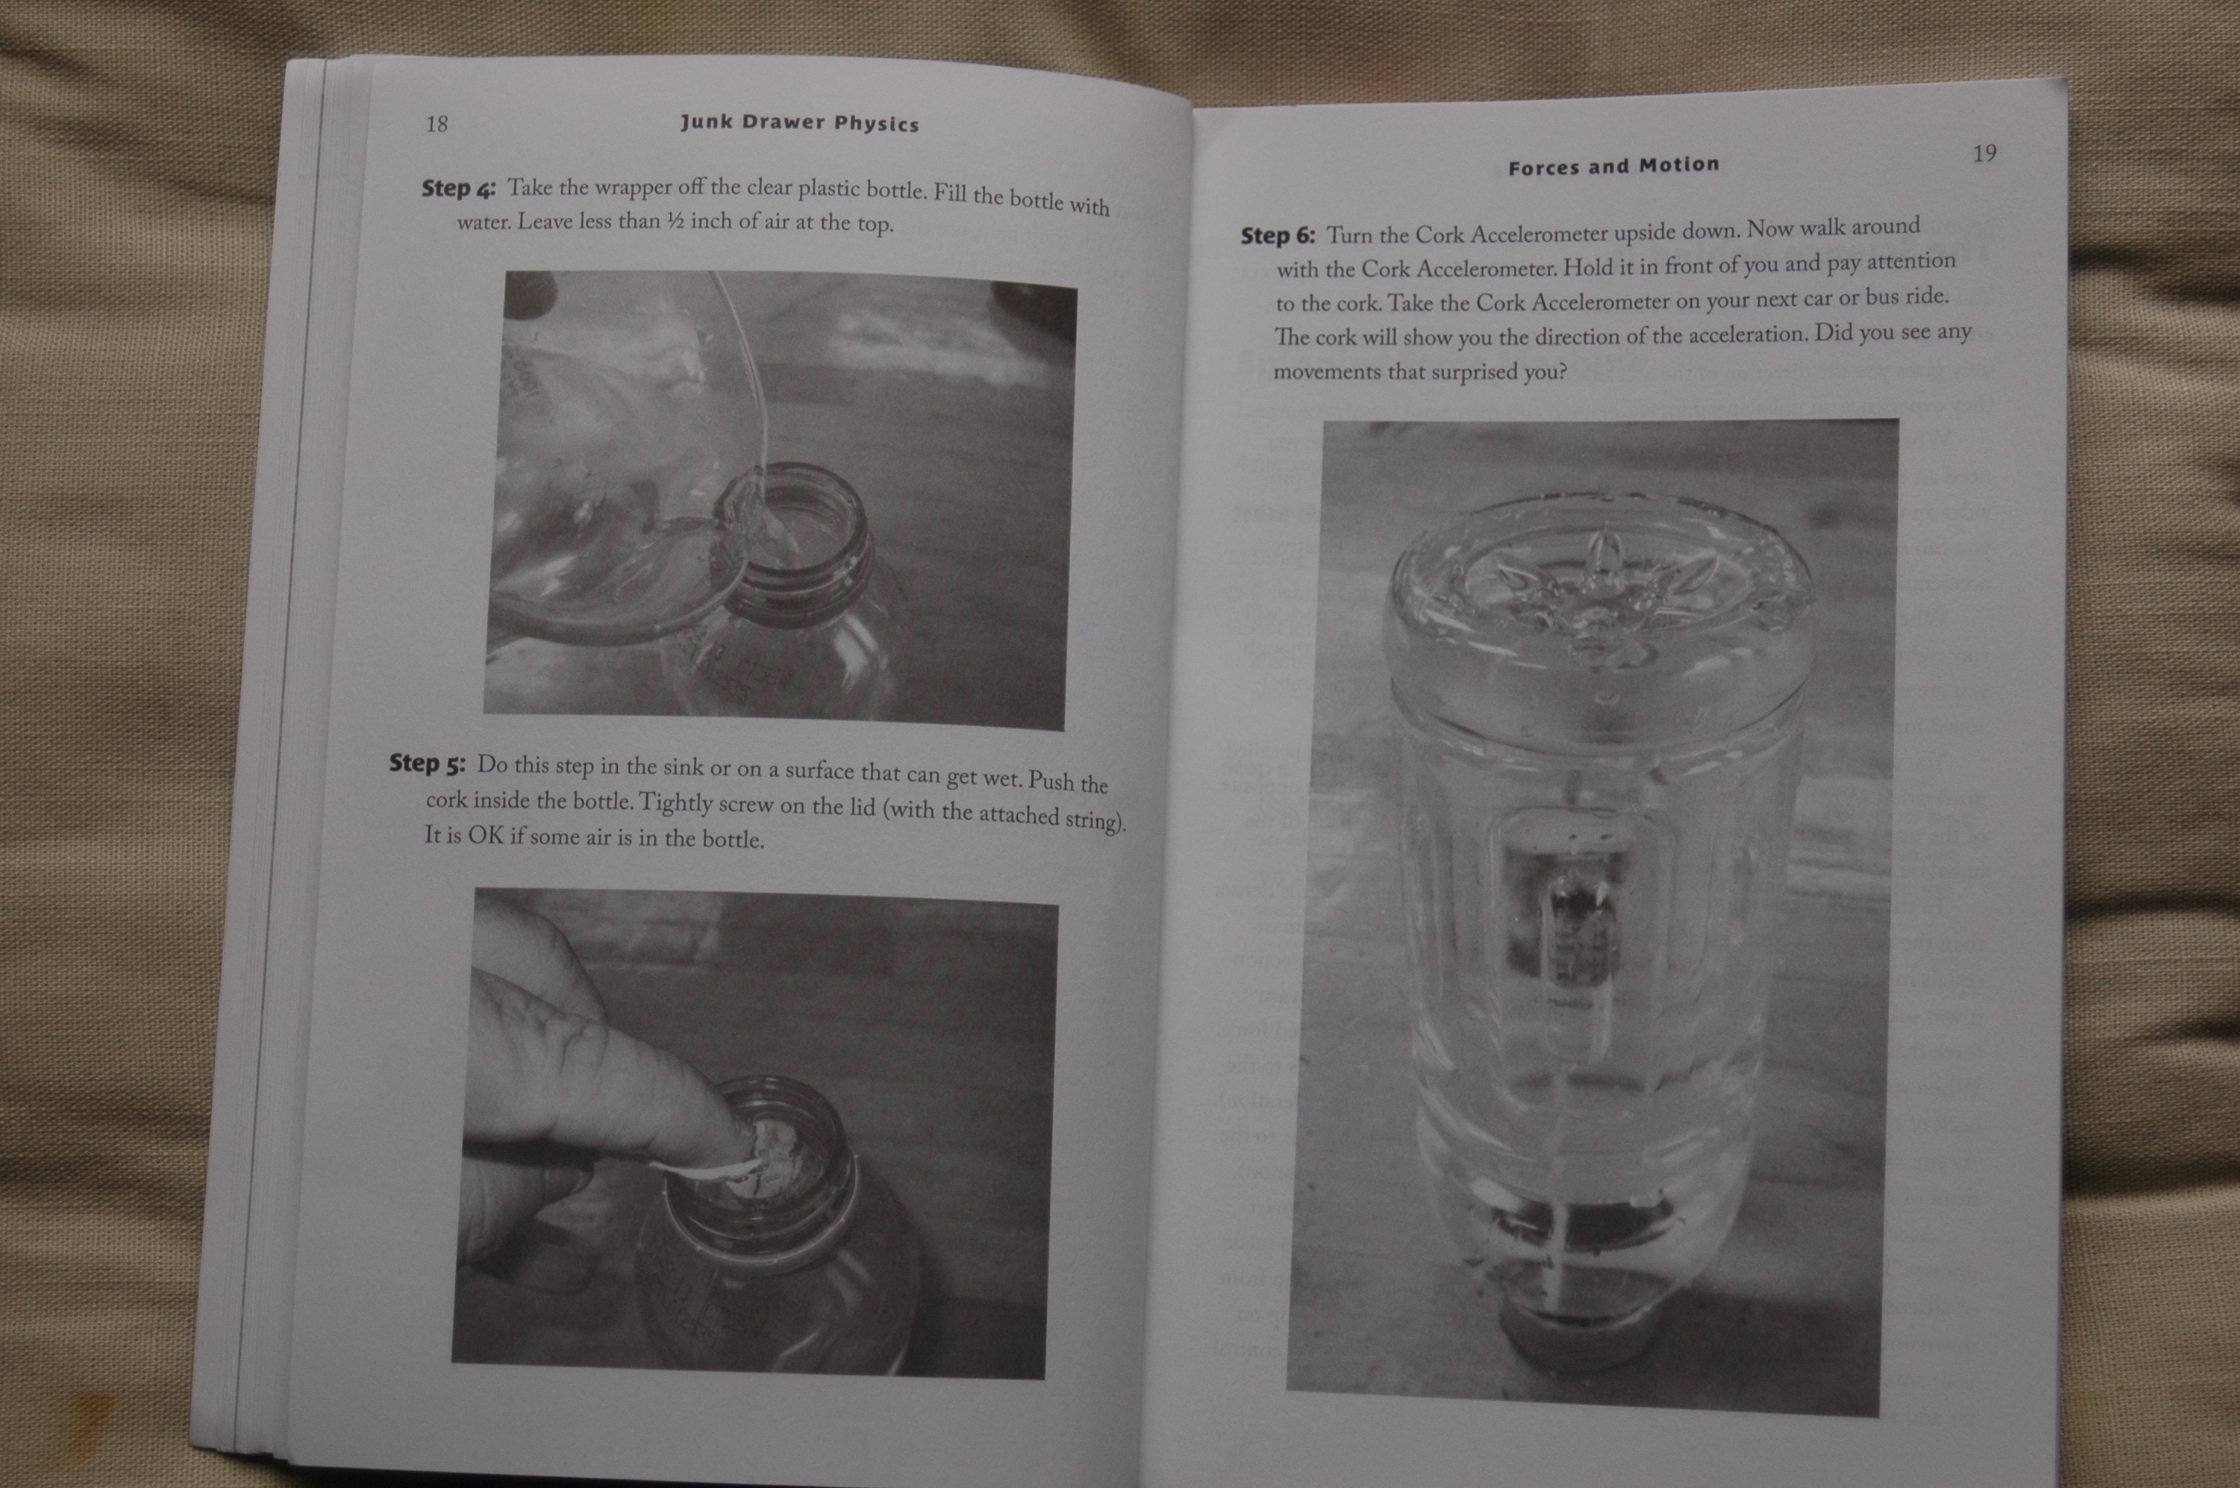 18
Junk Drawer Physics
Step 4: Take the wrapper off the clear plastic bottle. Fill the bottle with
water. Leave less than ½ inch of air at the top.
Step 5: Do this step in the sink or on a surface that can get wet. Push the
cork inside the bottle. Tightly screw on the lid (with the attached string).
It is OK if some air is in the bottle.
19
Forces and Motion
Step 6: Turn the Cork Accelerometer upside down. Now walk around
with the Cork Accelerometer. Hold it in front of you and pay attention
to the cork. Take the Cork Accelerometer on your next car or bus ride.
The cork will show you the direction of the acceleration. Did you see any
movements that surprised you?